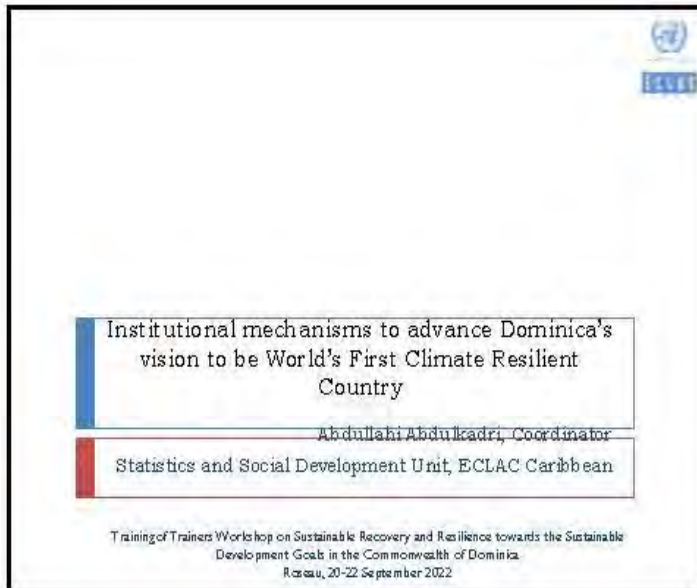 ECLAC
Institutional mechanisms to advance Dominica's
vision to be World's First Climate Resilient
Country
Abdullahi Abdulkadri, Coordinator
Statistics and Social Development Unit, ECLAC Caribbean
Training of Trainers Workshop on Sustainable Recovery and Resilience towards the Sustainable
Development Goals in the Commonwealth of Dominica
Roseau, 20-22 September 2022